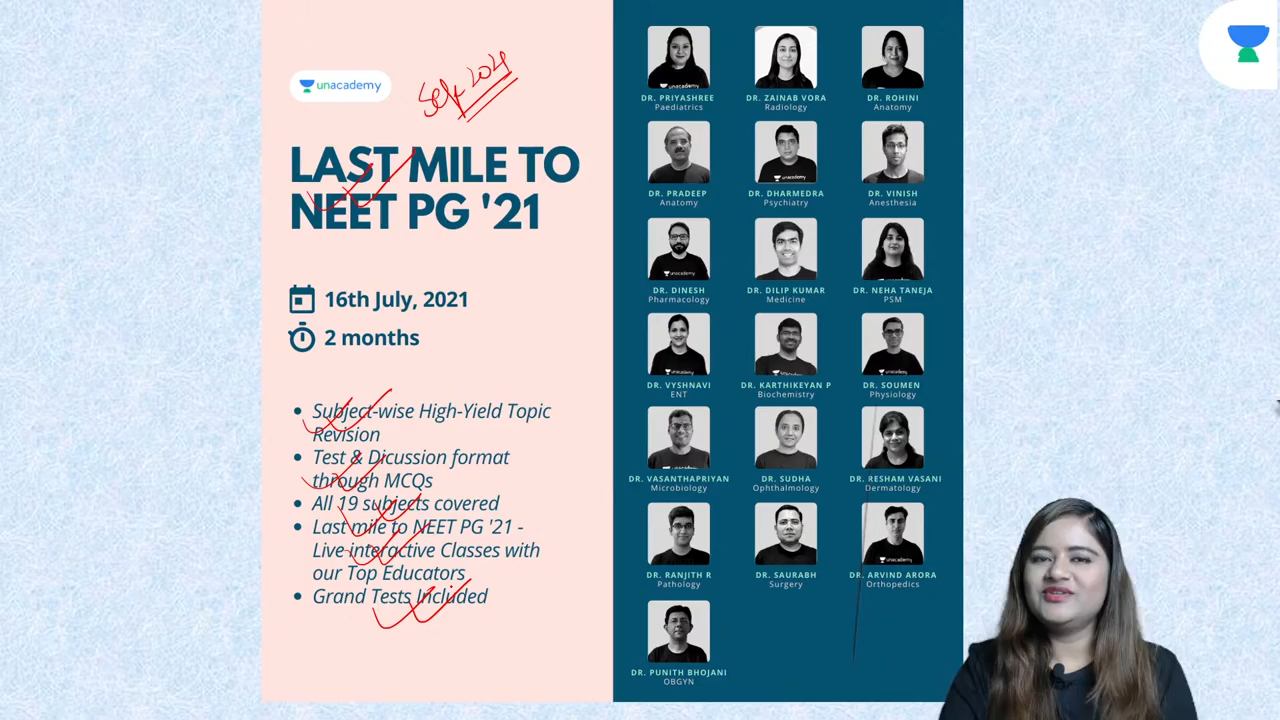 unacademy
Sept 2021
LAST MILE TO
NEET PG '21
16th July, 2021
2 months
Subject-wise High-Yield Topic
Revision
Test & Dicussion format
through MCQs
All 19 subjects covered
Last mile to NEET PG '21 -
Live interactive Classes with
our Top Educators
Grand Tests Included
DR. PRIYASHREE
Paediatrics
DR. ZAINAB VORA
Radiology
DR. ROHINI
Anatomy
DR. PRADEEP
Anatomy
DR. DHARMEDRA
Psychiatry
DR. VINISH
Anesthesia
DR. DINESH
Pharmacology
DR. DILIP KUMAR
Medicine
DR. NEHA TANEJA
PSM
DR. VYSHNAVI
ENT
DR. KARTHIKEYAN P
Biochemistry
DR. SOUMEN
Physiology
DR. VASANTHAPRIYAN
Microbiology
DR. SUDHA
Ophthalmology
DR. RESHAM VASANI
Dermatology
DR. RANJITH R
Pathology
DR. SAURABH
Surgery
DR. ARVIND ARORA
Orthopedics
DR. PUNITH BHOJANI
OBGYN